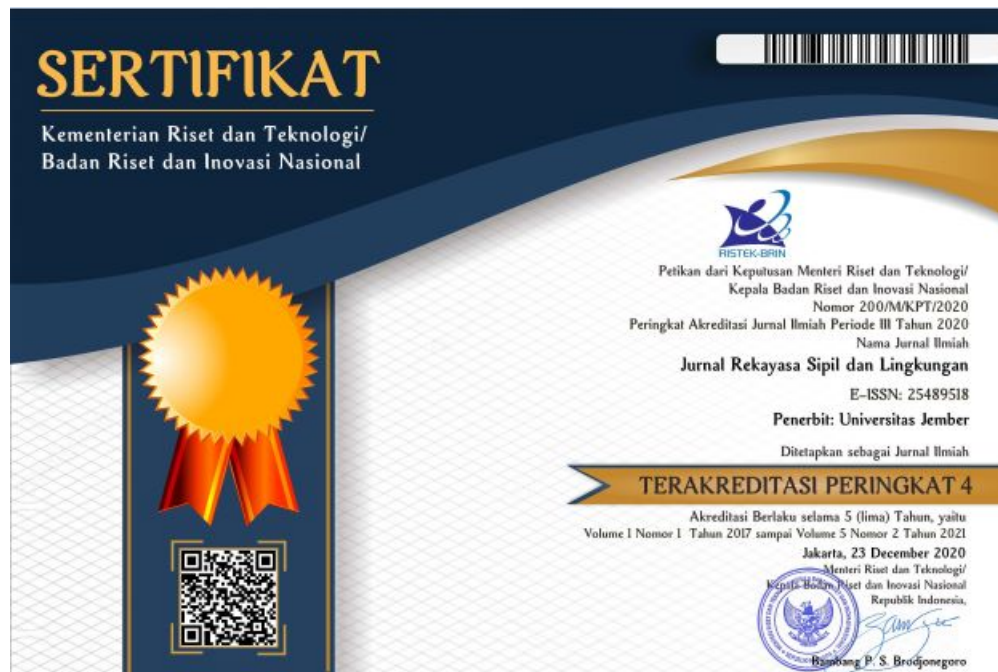 SERTIFIKAT
Kementerian Riset dan Teknologi/
Badan Riset dan Inovasi Nasional
RISTEK-BRIN
Petikan dari Keputusan Menteri Riset dan Teknologi/
Kepala Badan Riset dan Inovasi Nasional
Nomor 200/M/KPT/2020
Peringkat Akreditasi Jurnal Ilmiah Periode III Tahun 2020
Nama Jurnal Ilmiah
Jurnal Rekayasa Sipil dan Lingkungan
E-ISSN: 25489518
Penerbit: Universitas Jember
Ditetapkan sebagai Jurnal Ilmiah
TERAKREDITASI PERINGKAT 4
Akreditasi Berlaku selama 5 (lima) Tahun, yaitu
Volume 1 Nomor 1 Tahun 2017 sampai Volume 5 Nomor 2 Tahun 2021
Jakarta, 23 December 2020
Menteri Riset dan Teknologi/
Kepala Badan Riset dan Inovasi Nasional
Republik Indonesia,
Bambang P. S. Brodjonegoro